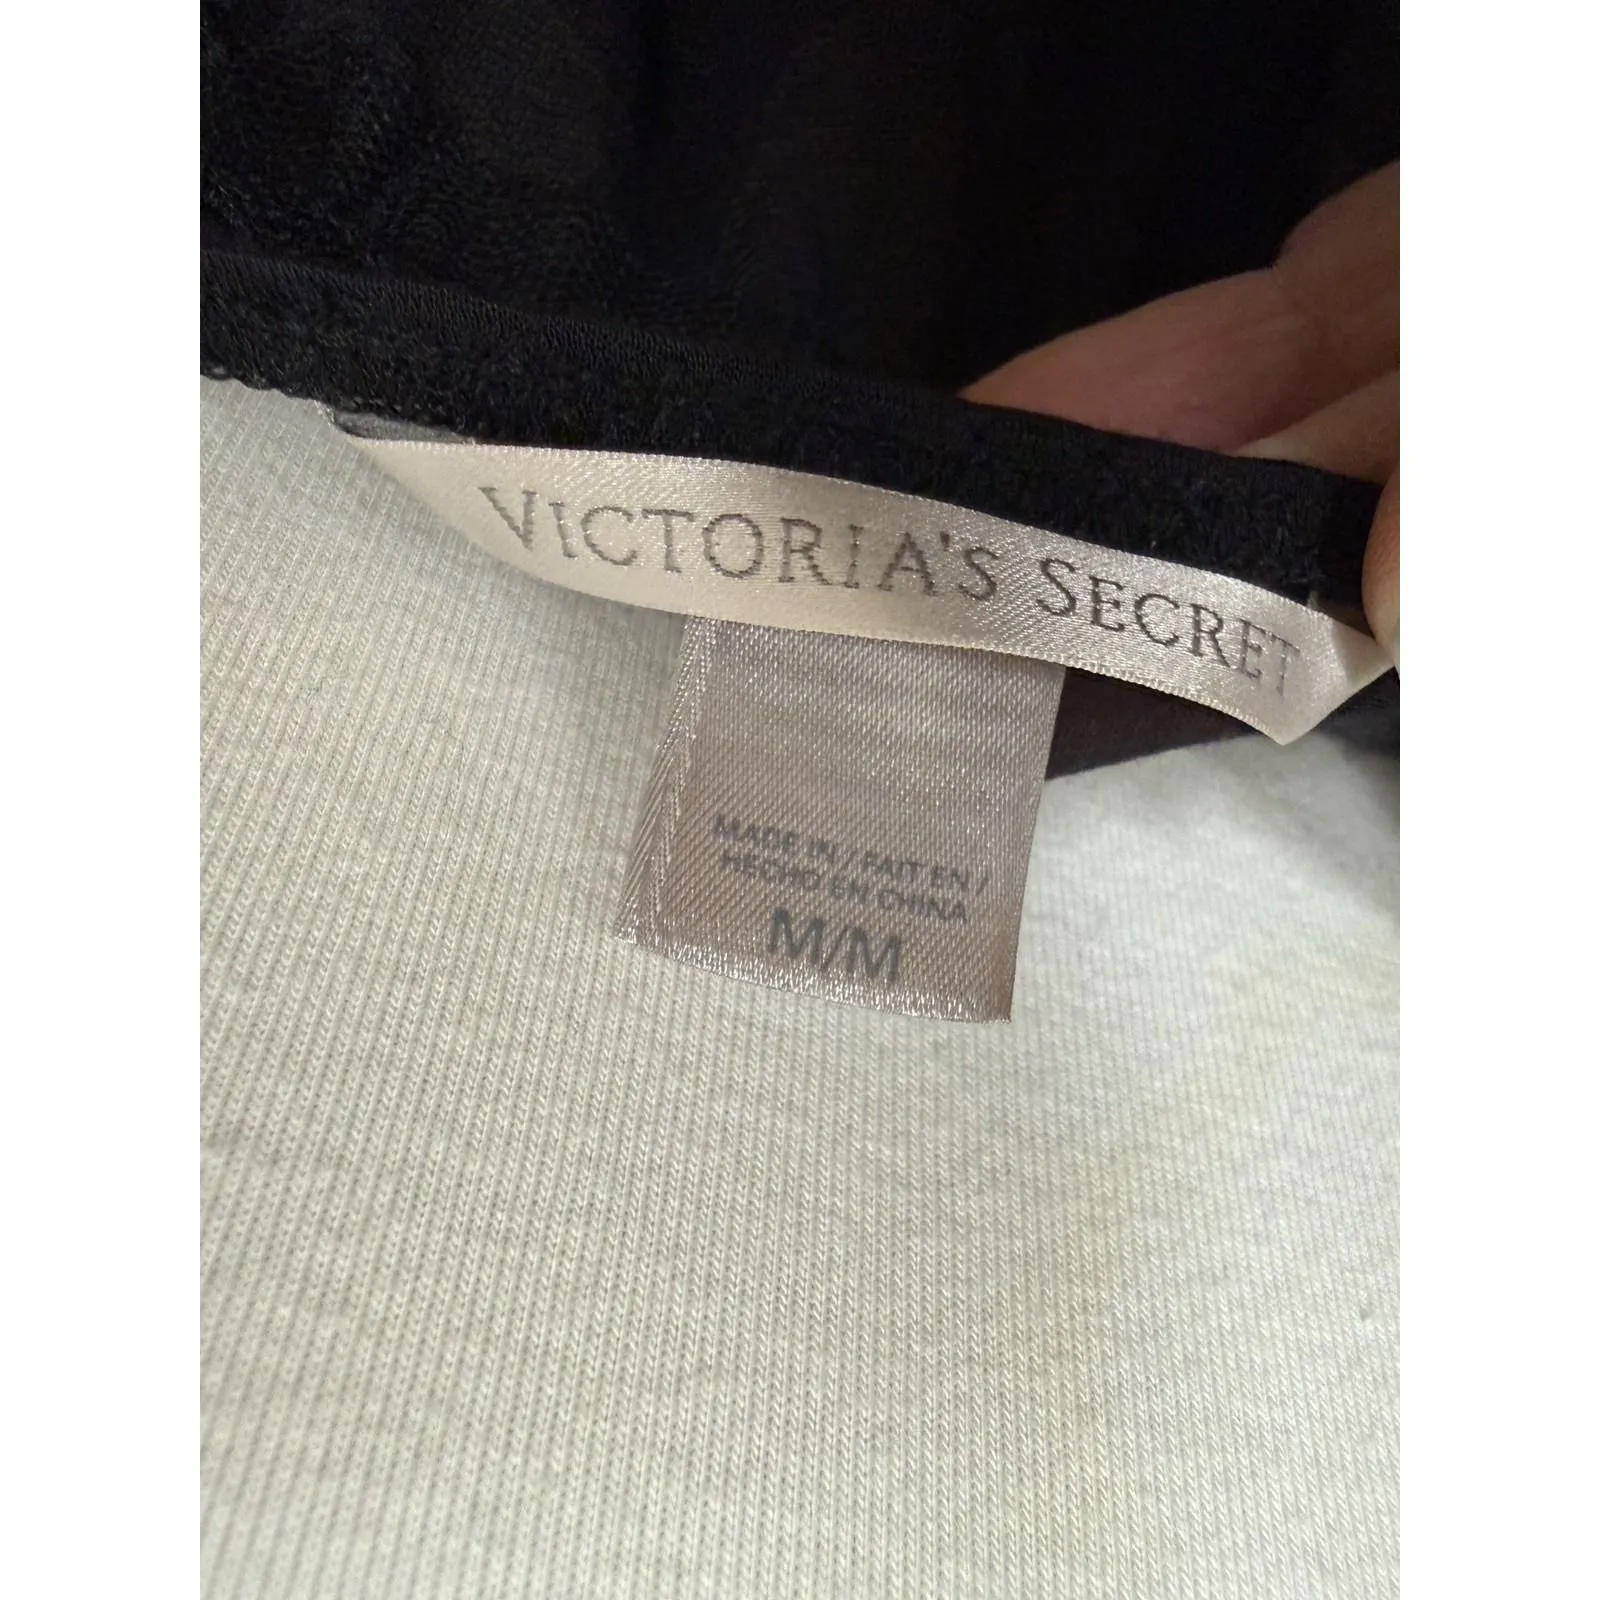 VICTORIA'S SECRET
MADE IN / FAIT EN /
HECHO EN CHINA
M/M